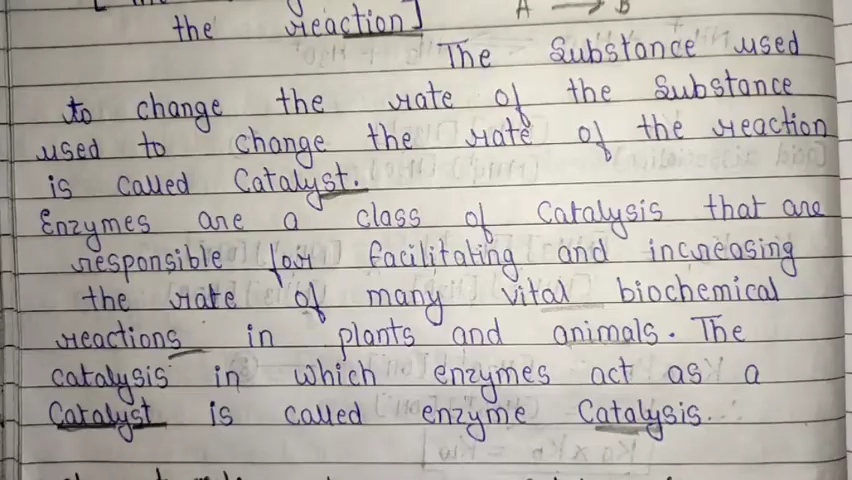 the reaction] A → B
The Substance used
to change the rate of the Substance
used to change the rate of the reaction
is called Catalyst.
Enzymes are a class of Catalysis that are
responsible for facilitating and increasing
the rate of many vital biochemical
reactions in plants and animals. The
catalysis in which enzymes act as a
Catalyst is called enzyme Catalysis.